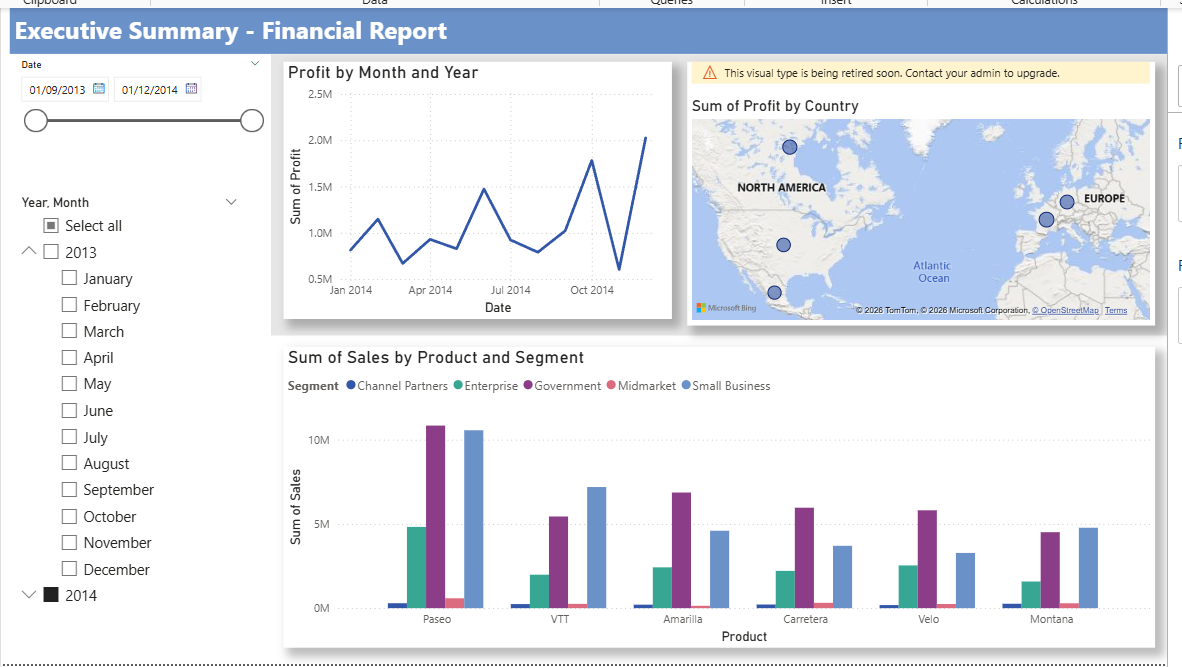 Clipboard Data Queries Insert Calculations
Executive Summary - Financial Report
Date
01/09/2013 01/12/2014
Year, Month
Select all
2013
January
February
March
April
May
June
July
August
September
October
November
December
2014
Profit by Month and Year
2.5M
2.0M
1.5M
1.0M
0.5M
Sum of Profit
Jan 2014 Apr 2014 Jul 2014 Oct 2014
Date
This visual type is being retired soon. Contact your admin to upgrade.
Sum of Profit by Country
NORTH AMERICA
EUROPE
Atlantic
Ocean
Microsoft Bing
© 2026 TomTom, © 2026 Microsoft Corporation, © OpenStreetMap Terms
Sum of Sales by Product and Segment
Segment Channel Partners Enterprise Government Midmarket Small Business
10M
5M
0M
Sum of Sales
Paseo VTT Amarilla Carretera Velo Montana
Product